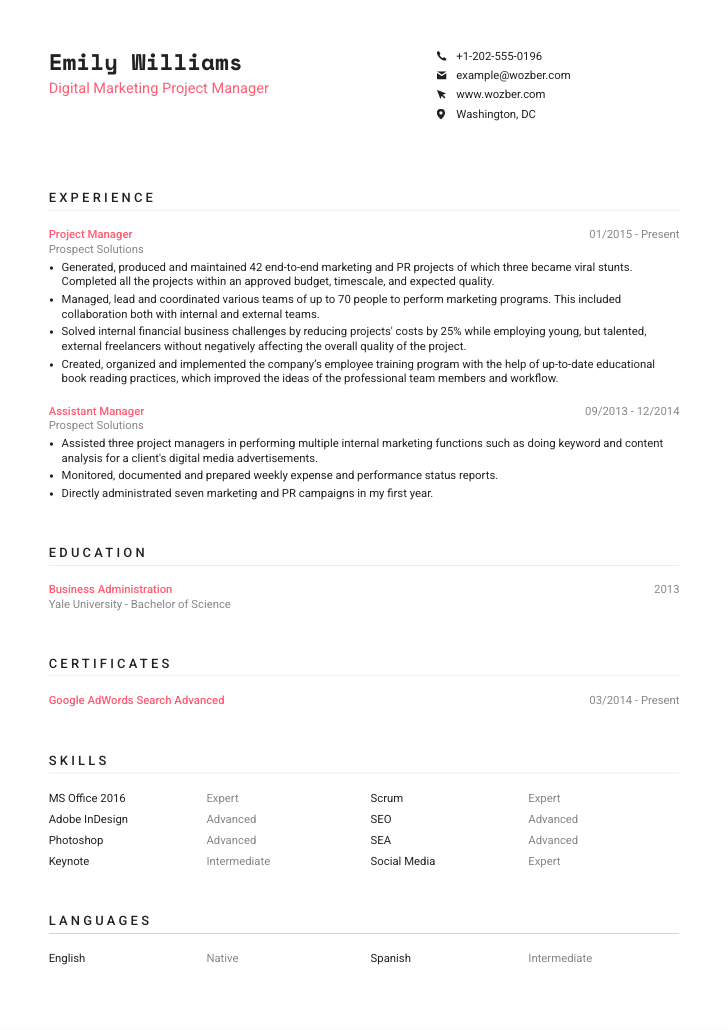 Emily Williams
Digital Marketing Project Manager
+1-202-555-0196
example@wozber.com
www.wozber.com
Washington, DC
EXPERIENCE
Project Manager 01/2015 - Present
Prospect Solutions
• Generated, produced and maintained 42 end-to-end marketing and PR projects of which three became viral stunts.
Completed all the projects within an approved budget, timescale, and expected quality.
• Managed, lead and coordinated various teams of up to 70 people to perform marketing programs. This included
collaboration both with internal and external teams.
• Solved internal financial business challenges by reducing projects' costs by 25% while employing young, but talented,
external freelancers without negatively affecting the overall quality of the project.
• Created, organized and implemented the company's employee training program with the help of up-to-date educational
book reading practices, which improved the ideas of the professional team members and workflow.
Assistant Manager 09/2013 - 12/2014
Prospect Solutions
• Assisted three project managers in performing multiple internal marketing functions such as doing keyword and content
analysis for a client's digital media advertisements.
• Monitored, documented and prepared weekly expense and performance status reports.
• Directly administrated seven marketing and PR campaigns in my first year.
EDUCATION
Business Administration 2013
Yale University - Bachelor of Science
CERTIFICATES
Google AdWords Search Advanced 03/2014 - Present
SKILLS
MS Office 2016 Expert Scrum Expert
Adobe InDesign Advanced SEO Advanced
Photoshop Advanced SEA Advanced
Keynote Intermediate Social Media Expert
LANGUAGES
English Native Spanish Intermediate